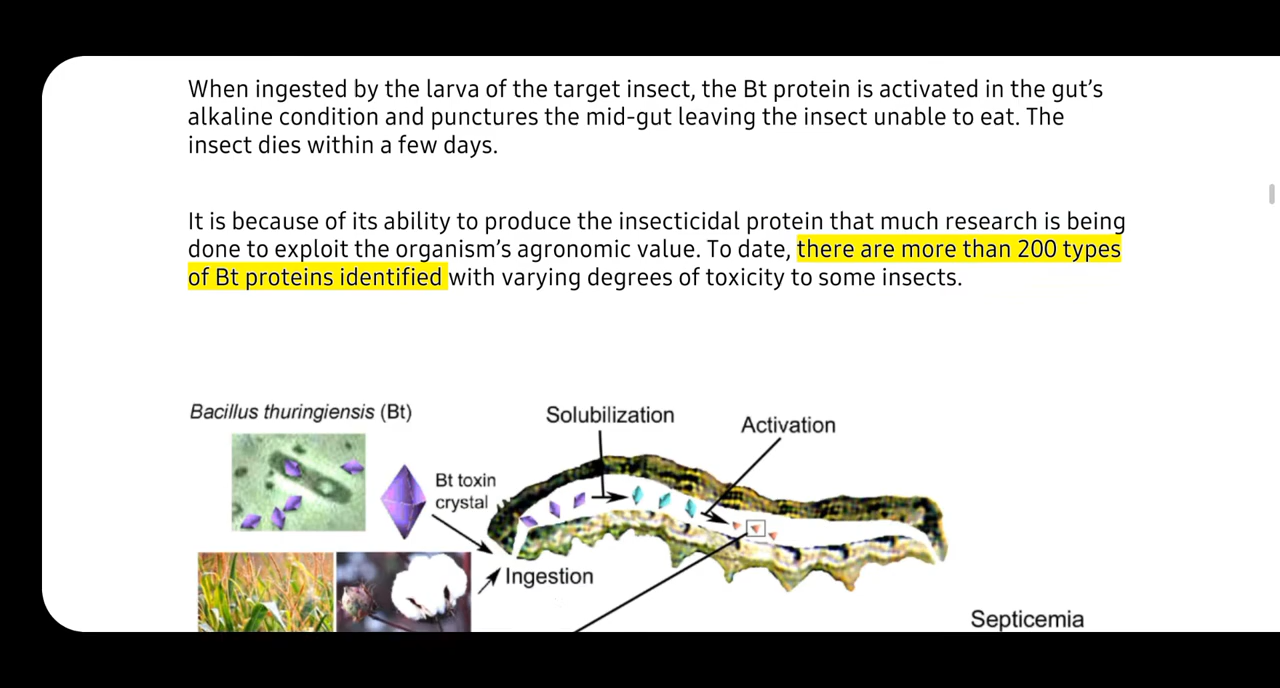 When ingested by the larva of the target insect, the Bt protein is activated in the gut's
alkaline condition and punctures the mid-gut leaving the insect unable to eat. The
insect dies within a few days.
It is because of its ability to produce the insecticidal protein that much research is being
done to exploit the organism's agronomic value. To date, there are more than 200 types
of Bt proteins identified with varying degrees of toxicity to some insects.
Bacillus thuringiensis (Bt)
Solubilization
Activation
Bt toxin
crystal
Ingestion
Septicemia